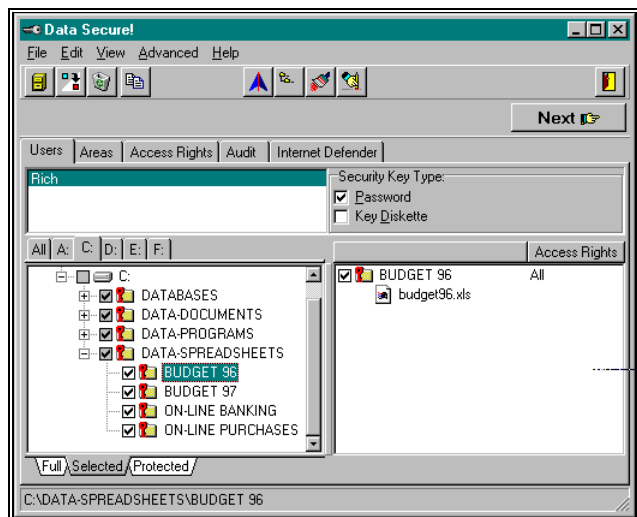 Data Secure!
File Edit View Advanced Help
Next
Users Areas Access Rights Audit Internet Defender
Rich
Security Key Type:
Password
Key Diskette
All A: C: D: E: F:
Access Rights
C:
DATABASES
DATA-DOCUMENTS
DATA-PROGRAMS
DATA-SPREADSHEETS
BUDGET 96
BUDGET 97
ON-LINE BANKING
ON-LINE PURCHASES
BUDGET 96 All
budget96.xls
Full Selected Protected
C:\DATA-SPREADSHEETS\BUDGET 96